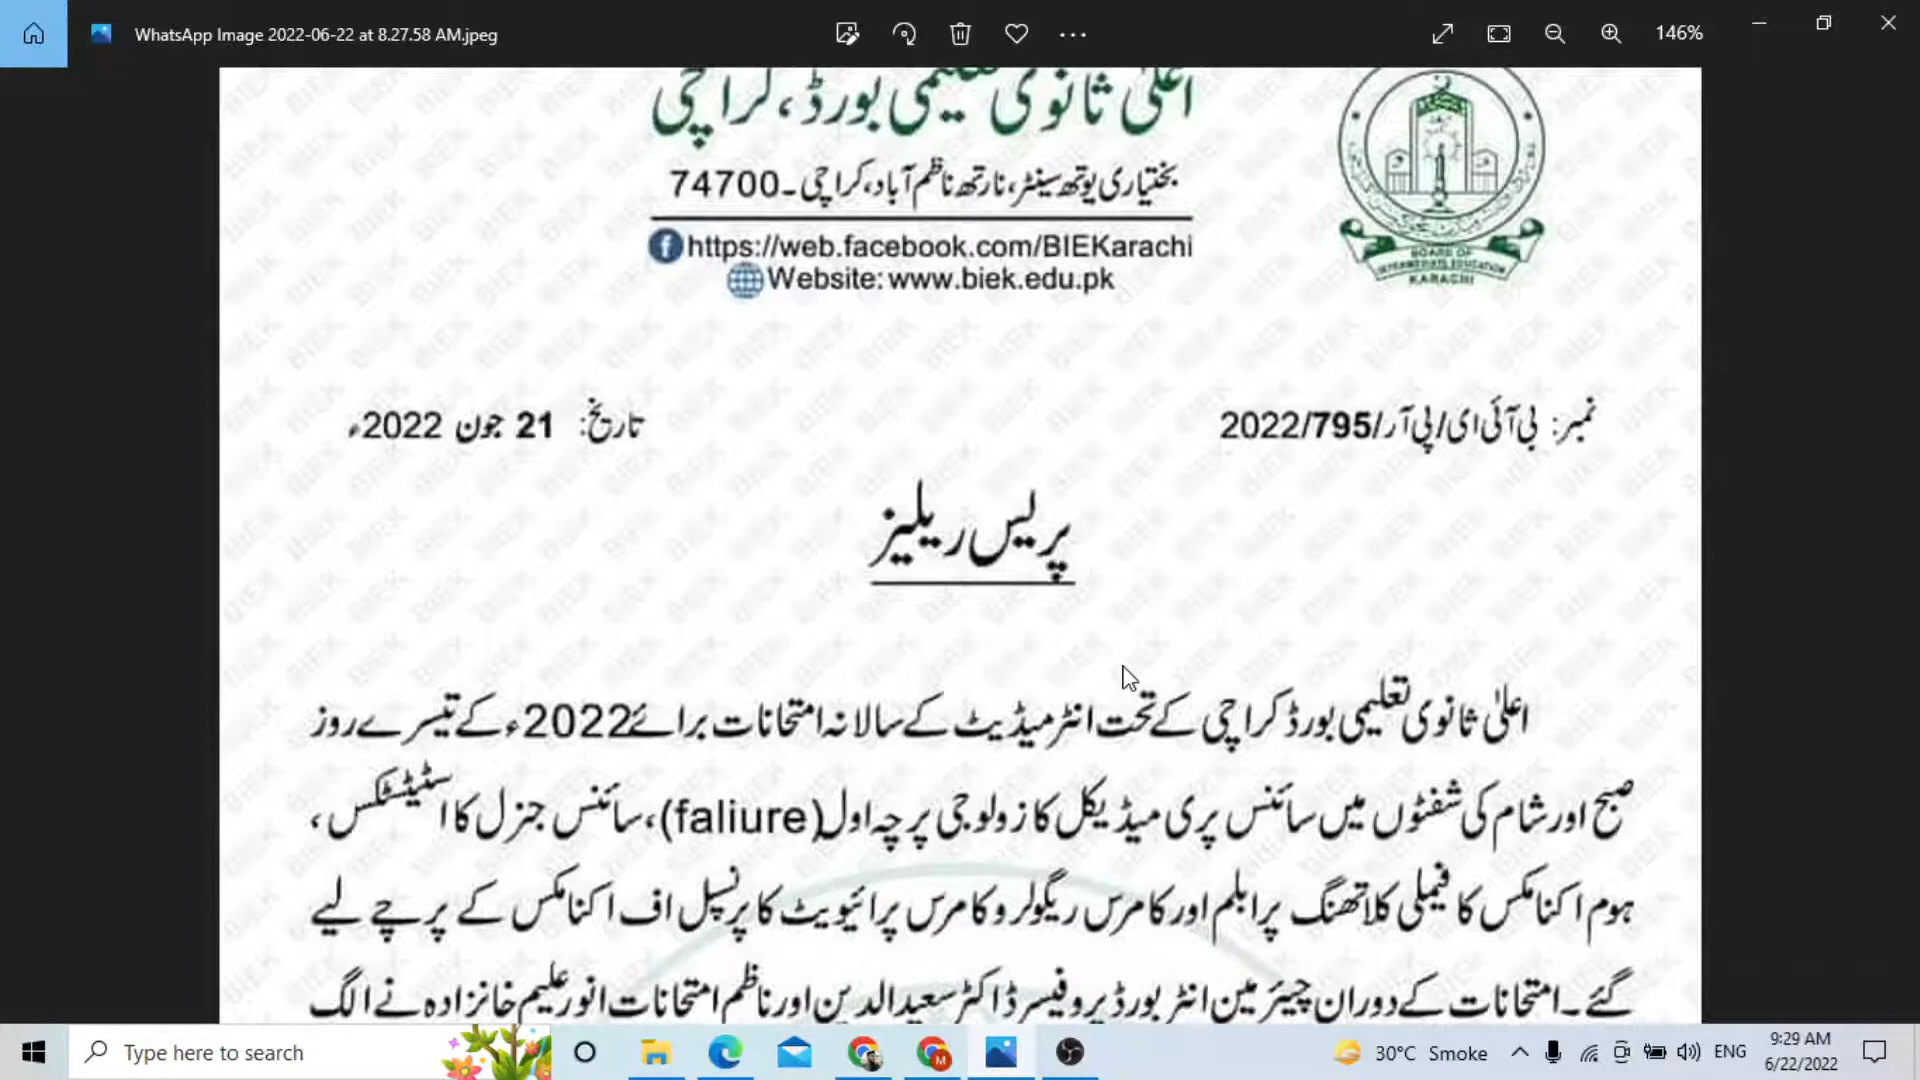 WhatsApp Image 2022-06-22 at 8.27.58 AM.jpeg
146%
اعلیٰ ثانوی تعلیمی بورڈ، کراچی
بختیاری یوتھ سینٹر، نارتھ ناظم آباد، کراچی۔74700
https://web.facebook.com/BIEKarachi
Website: www.biek.edu.pk
BOARD OF
INTERMEDIATE EDUCATION
KARACHI
نمبر: بی آئی ای/پی آر/2022/795
تاریخ: 21 جون 2022ء
پریس ریلیز
اعلیٰ ثانوی تعلیمی بورڈ کراچی کے تحت انٹرمیڈیٹ کے سالانہ امتحانات برائے 2022ء کے تیسرے روز
صبح اور شام کی شفٹوں میں سائنس پری میڈیکل کا زولوجی پرچہ اول (faliure)، سائنس جنرل کا اسٹیٹسٹکس،
ہوم اکنامکس کا فیملی کلاتھنگ پرابلم اور کامرس ریگولر و کامرس پرائیویٹ کا پرنسپل اف اکنامکس کے پرچے لیے
گئے۔ امتحانات کے دوران چیئرمین انٹر بورڈ پروفیسر ڈاکٹر سعید الدین اور ناظم امتحانات انور علیم خانزادہ نے الگ
Type here to search
30°C Smoke
ENG
9:29 AM
6/22/2022